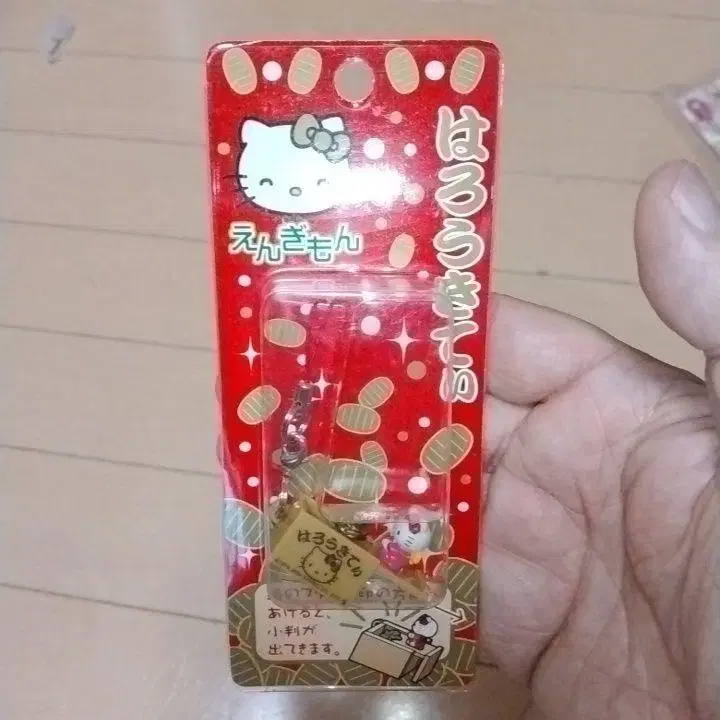 はろうきてぃ
えんぎもん
はろうきてぃ
あけると、
小判が
出てきます。